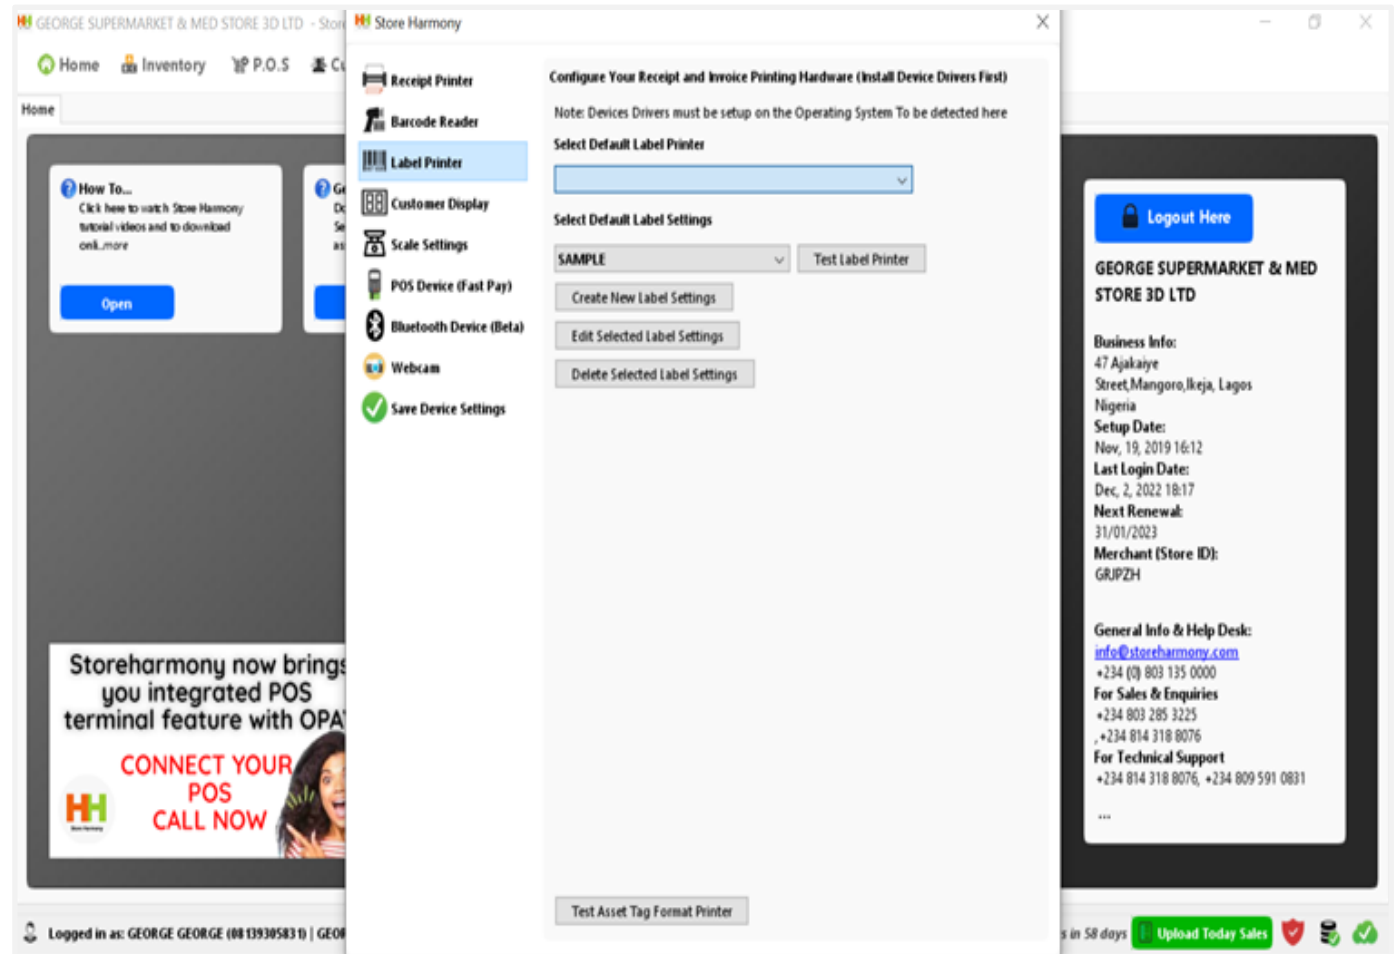 GEORGE SUPERMARKET & MED STORE 3D LTD - Stor
Store Harmony
Home
Inventory
P.O.S
Cu
Home
How To...
Click here to watch Store Harmony
tutorial videos and to download
onli..more
Open
Ge
Do
Se
as
Storeharmony now brings
you integrated POS
terminal feature with OPA
CONNECT YOUR
POS
CALL NOW
HH
Store Harmony
Receipt Printer
Barcode Reader
Label Printer
Customer Display
Scale Settings
POS Device (Fast Pay)
Bluetooth Device (Beta)
Webcam
Save Device Settings
Configure Your Receipt and Invoice Printing Hardware (Install Device Drivers First)
Note: Devices Drivers must be setup on the Operating System To be detected here
Select Default Label Printer
Select Default Label Settings
SAMPLE
Test Label Printer
Create New Label Settings
Edit Selected Label Settings
Delete Selected Label Settings
Test Asset Tag Format Printer
Logout Here
GEORGE SUPERMARKET & MED
STORE 3D LTD
Business Info:
47 Ajakaiye
Street,Mangoro,Ikeja, Lagos
Nigeria
Setup Date:
Nov, 19, 2019 16:12
Last Login Date:
Dec, 2, 2022 18:17
Next Renewal:
31/01/2023
Merchant (Store ID):
GRJPZH
General Info & Help Desk:
info@storeharmony.com
+234 (0) 803 135 0000
For Sales & Enquiries
+234 803 285 3225
,+234 814 318 8076
For Technical Support
+234 814 318 8076, +234 809 591 0831
...
Logged in as: GEORGE GEORGE (08139305831) | GEOR
s in 58 days
Upload Today Sales